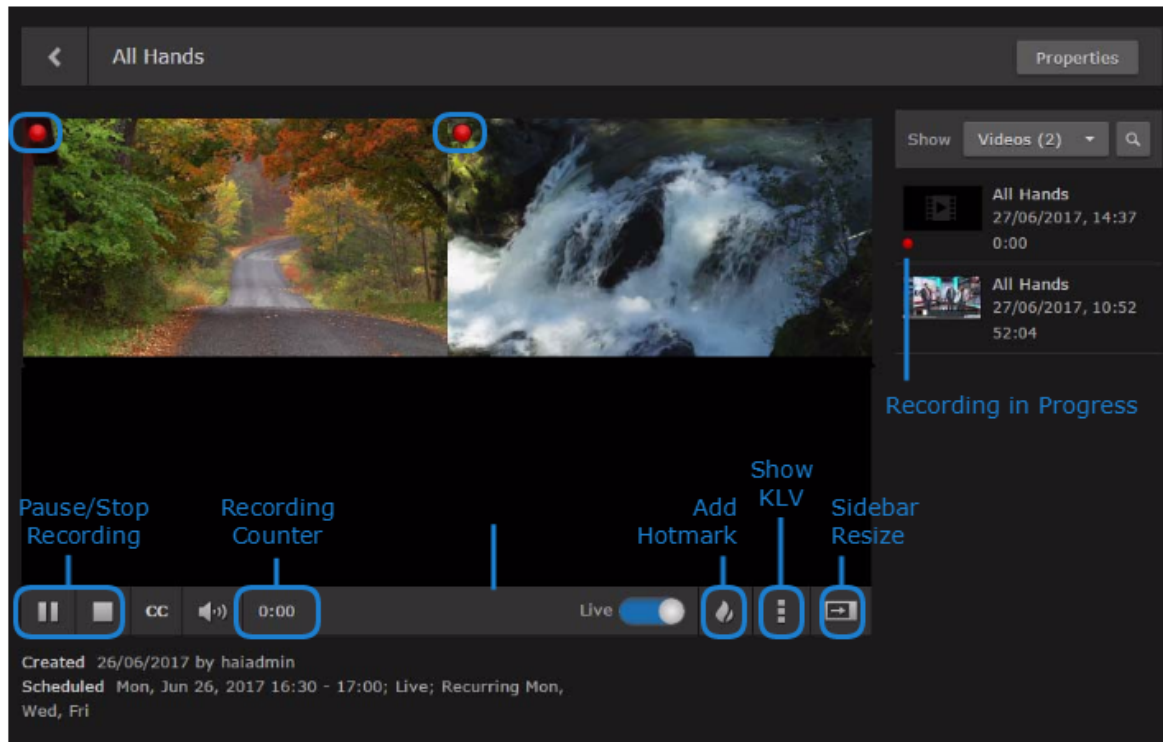 All Hands
Properties
Show Videos (2)
All Hands
27/06/2017, 14:37
0:00
All Hands
27/06/2017, 10:52
52:04
Recording in Progress
Pause/Stop
Recording
Recording
Counter
Add
Hotmark
Show
KLV
Sidebar
Resize
CC
0:00
Live
Created 26/06/2017 by haiadmin
Scheduled Mon, Jun 26, 2017 16:30 - 17:00; Live; Recurring Mon,
Wed, Fri